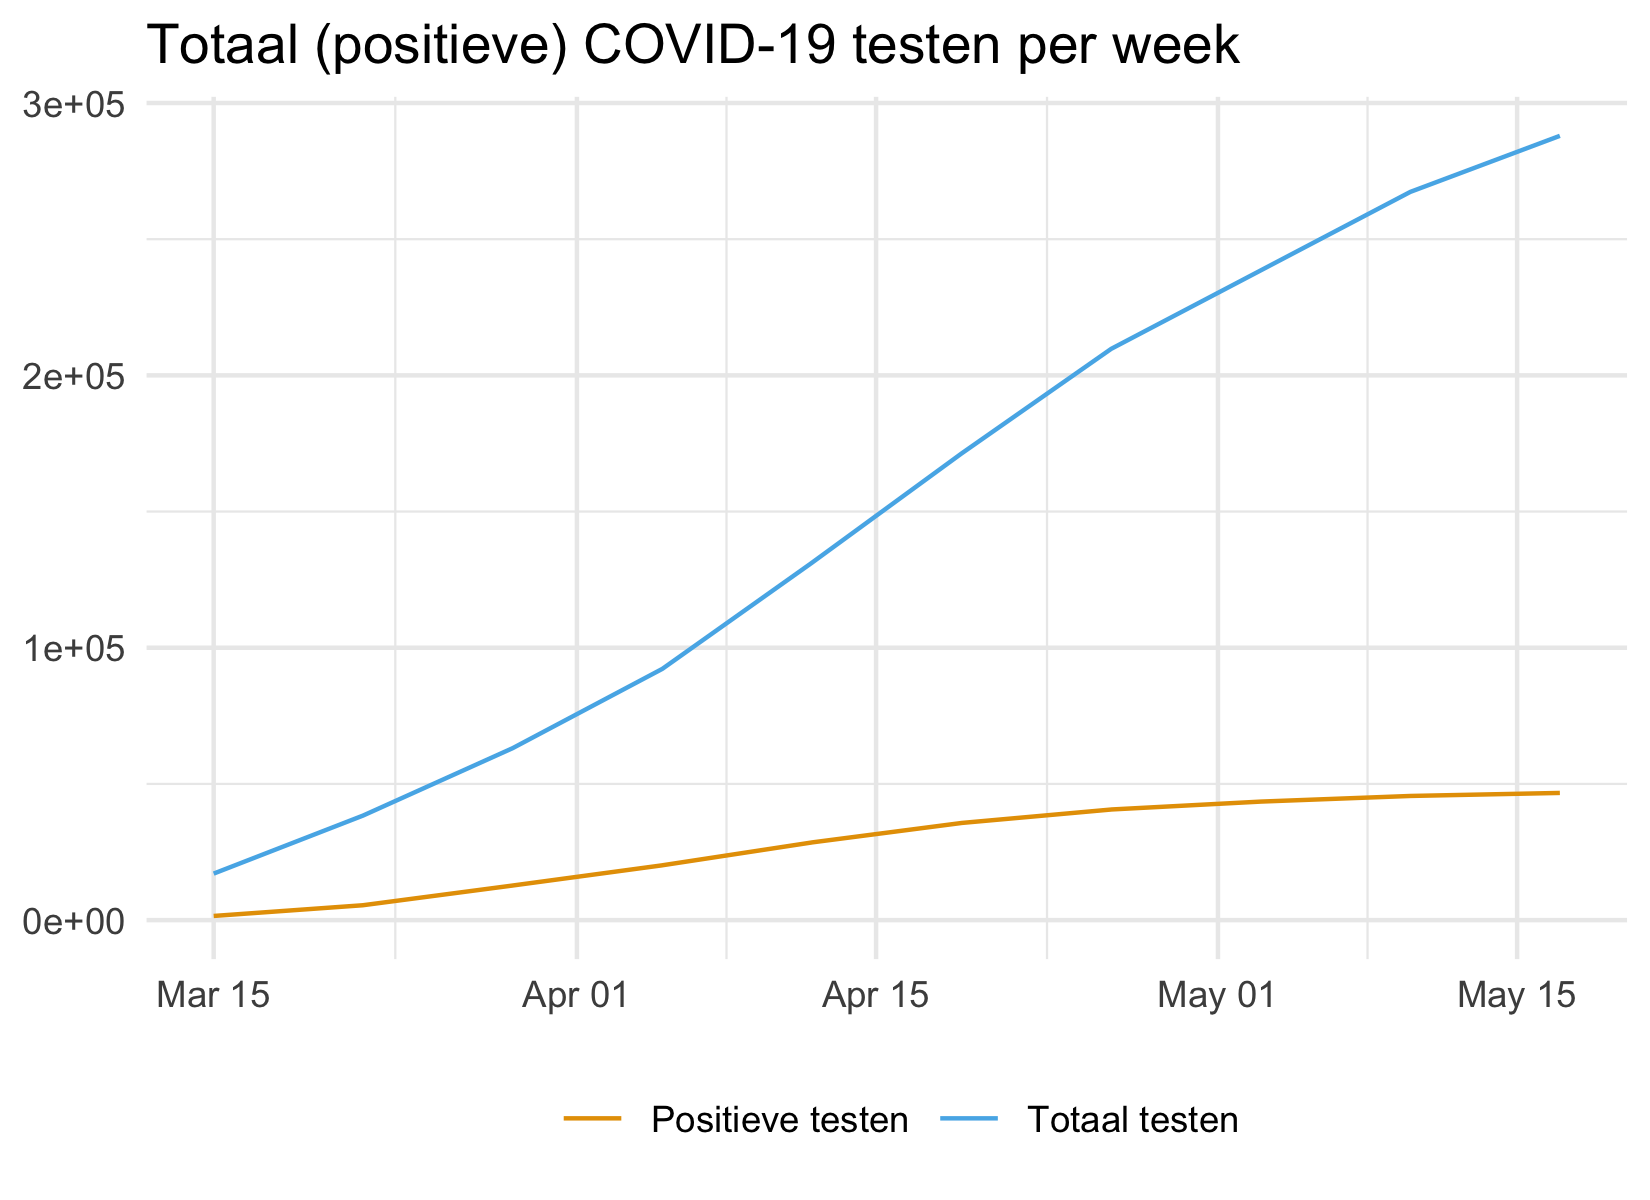 Totaal (positieve) COVID-19 testen per week
3e+05
2e+05
1e+05
0e+00
Mar 15 Apr 01 Apr 15 May 01 May 15
Positieve testen Totaal testen